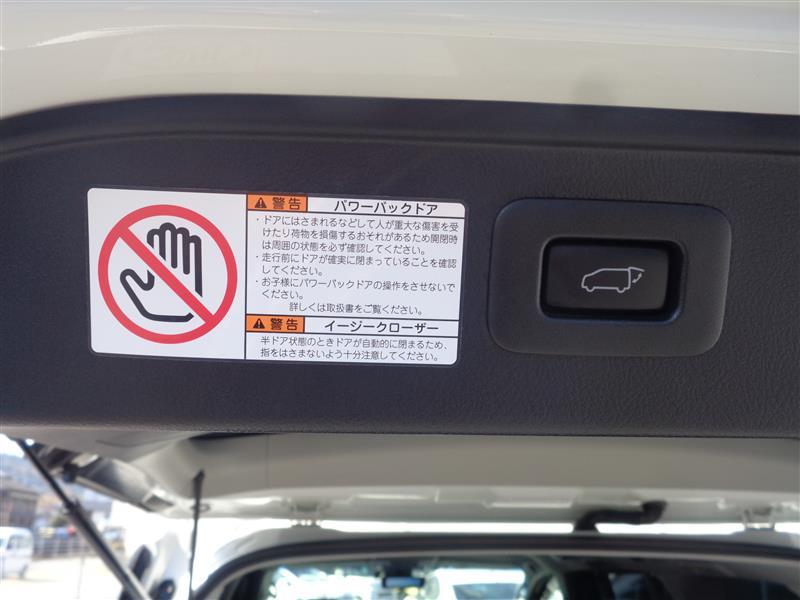 警告 パワーバックドア
・ドアにはさまれるなどして人が重大な傷害を受
けたり荷物を損傷するおそれがあるため開閉時
は周囲の状態を必ず確認してください。
・走行前にドアが確実に閉まっていることを確認
してください。
・お子様にパワーバックドアの操作をさせないで
ください。
詳しくは取扱書をご覧ください。
警告 イージークローザー
半ドア状態のときドアが自動的に閉まるため、
指をはさまないよう十分注意してください。